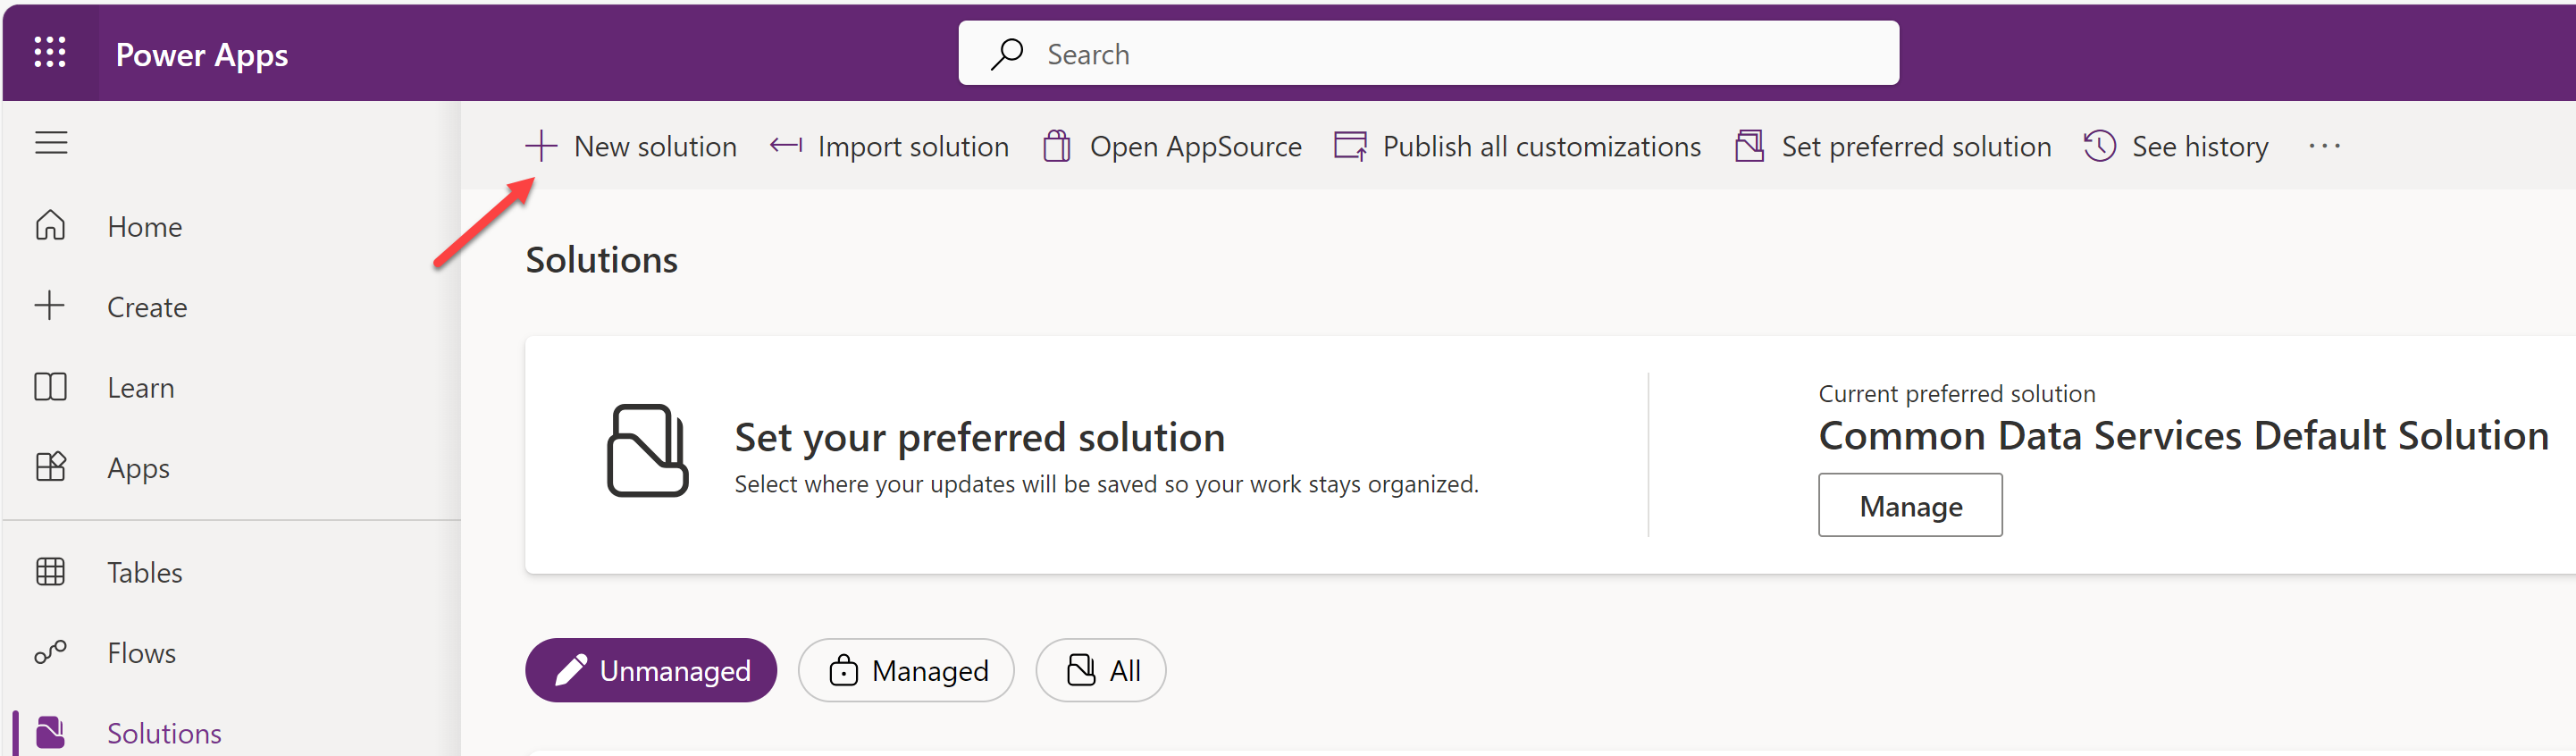 Power Apps
Search
New solution
Import solution
Open AppSource
Publish all customizations
Set preferred solution
See history
Home
Create
Learn
Apps
Tables
Flows
Solutions
Solutions
Set your preferred solution
Select where your updates will be saved so your work stays organized.
Current preferred solution
Common Data Services Default Solution
Manage
Unmanaged
Managed
All